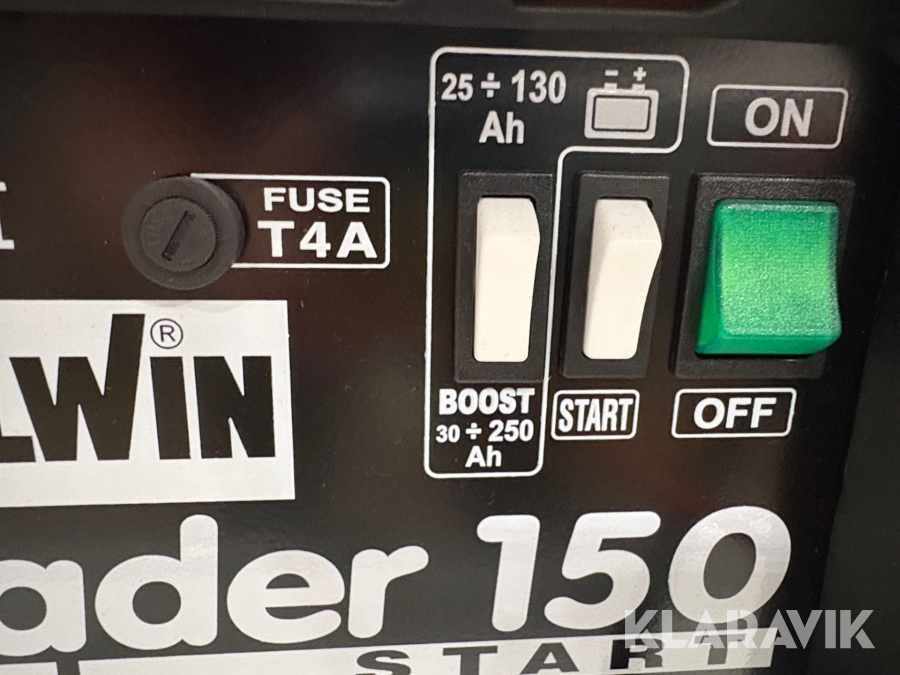 25 ÷ 130
Ah
- +
ON
FUSE
T4A
LWIN
®
BOOST
30 ÷ 250
Ah
START
OFF
ader 150
START
KLARAVIK